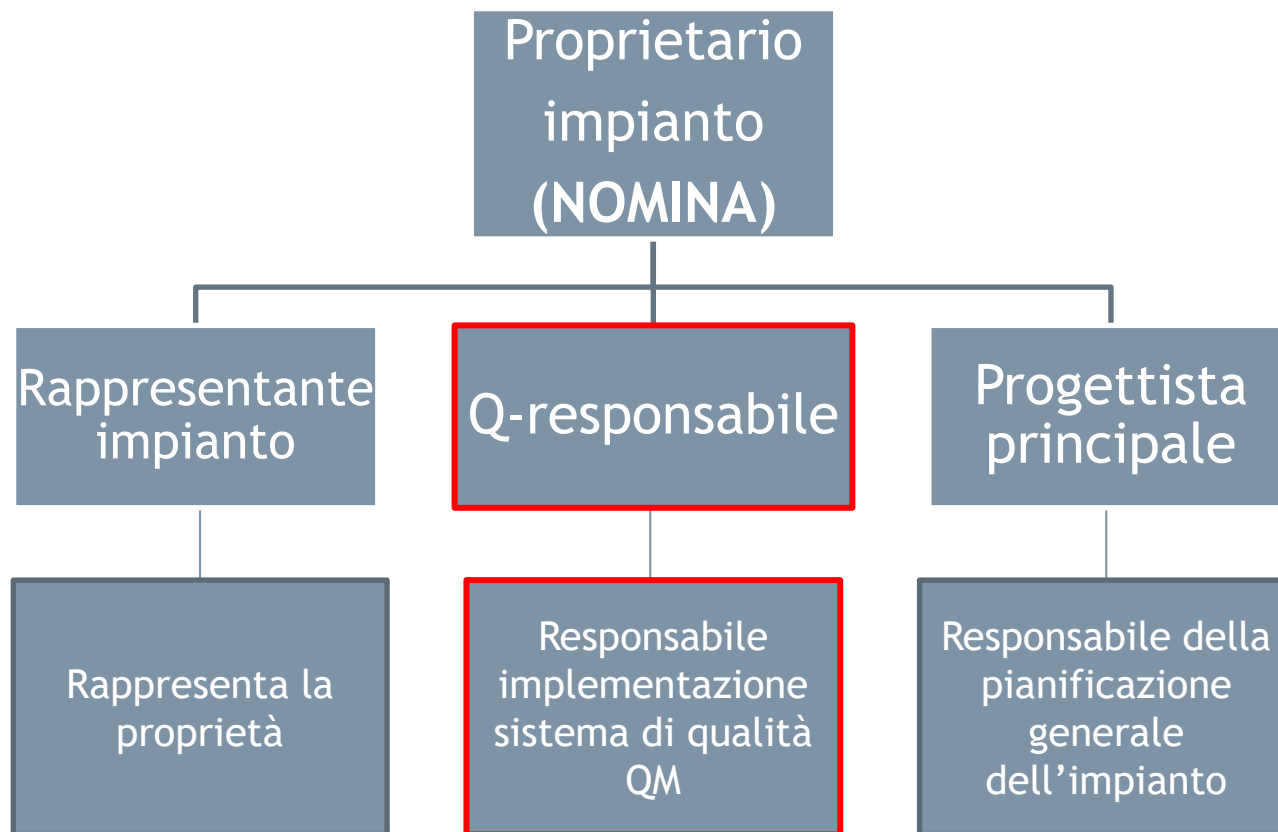 Proprietario
impianto
(NOMINA)
Rappresentante
impianto
Q-responsabile
Progettista
principale
Rappresenta la
proprietà
Responsabile
implementazione
sistema di qualità
QM
Responsabile della
pianificazione
generale
dell’impianto